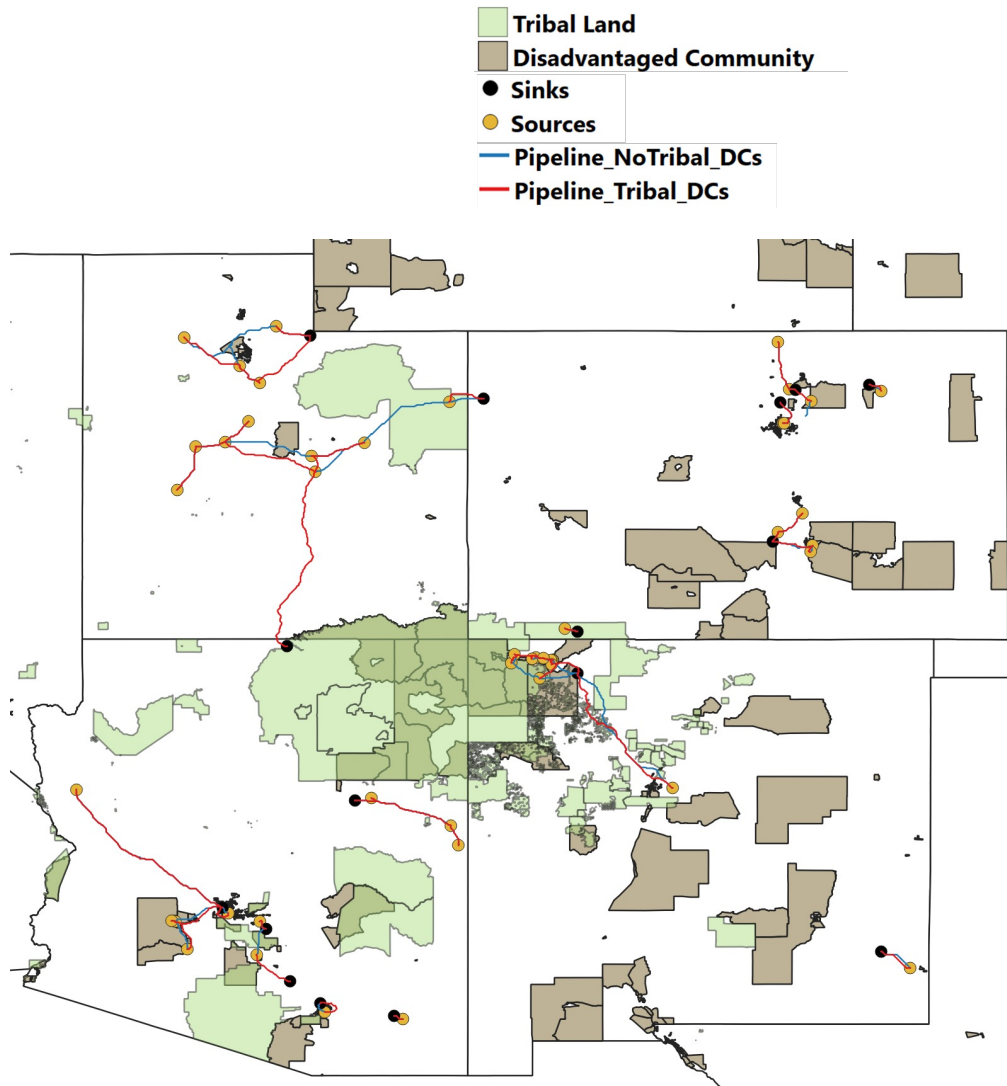 Tribal Land
Disadvantaged Community
Sinks
Sources
Pipeline_NoTribal_DCs
Pipeline_Tribal_DCs